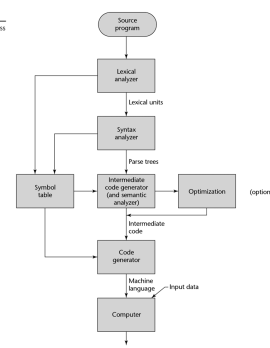 ss
Source
program
Lexical
analyzer
Lexical units
Syntax
analyzer
Parse trees
Symbol
table
Intermediate
code generator
(and semantic
analyzer)
Optimization
(option
Intermediate
code
Code
generator
Machine
language
Input data
Computer